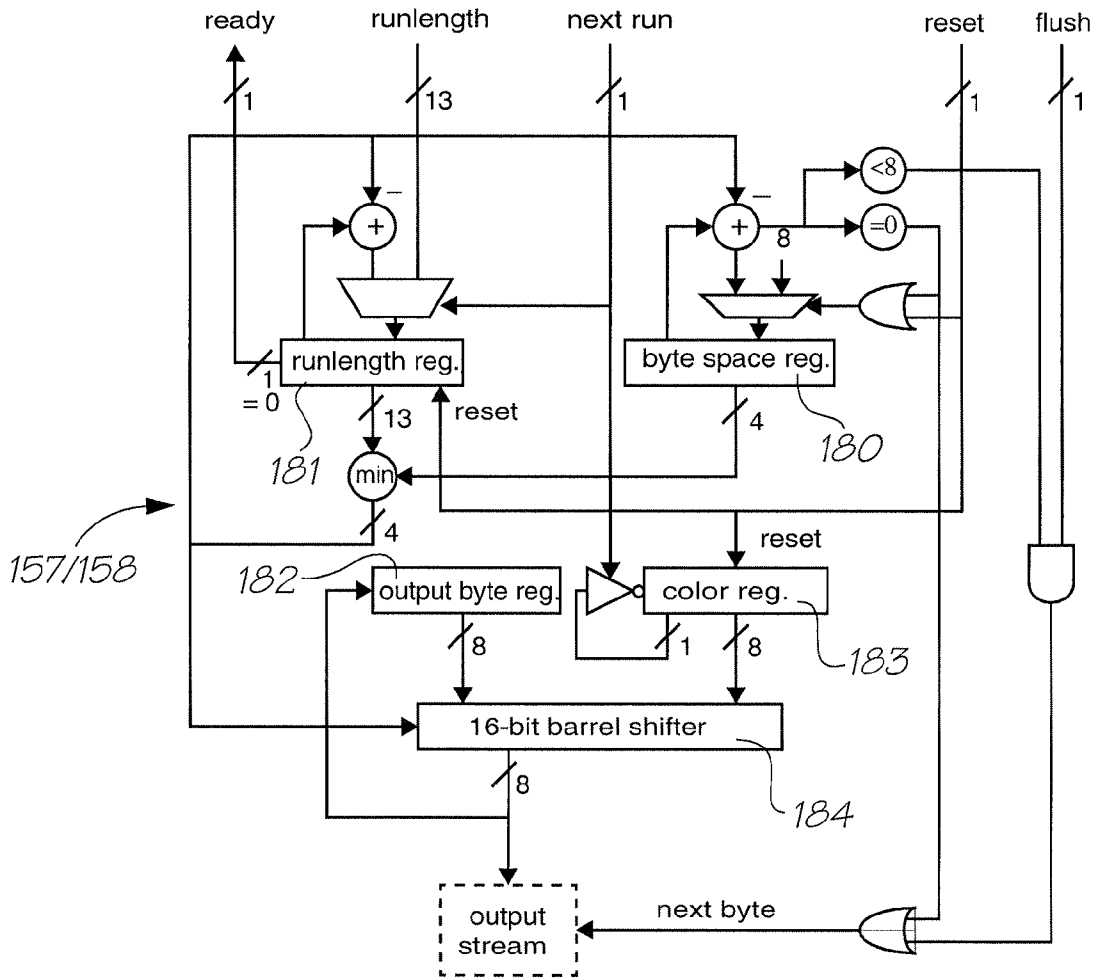 ready
runlength
next run
reset
flush
1
13
1
1
1
−
−
<8
+
+
=0
8
runlength reg.
byte space reg.
1
= 0
13
reset
4
181
180
min
4
reset
157/158
182
output byte reg.
color reg.
8
1
8
183
16-bit barrel shifter
8
184
next byte
output
stream